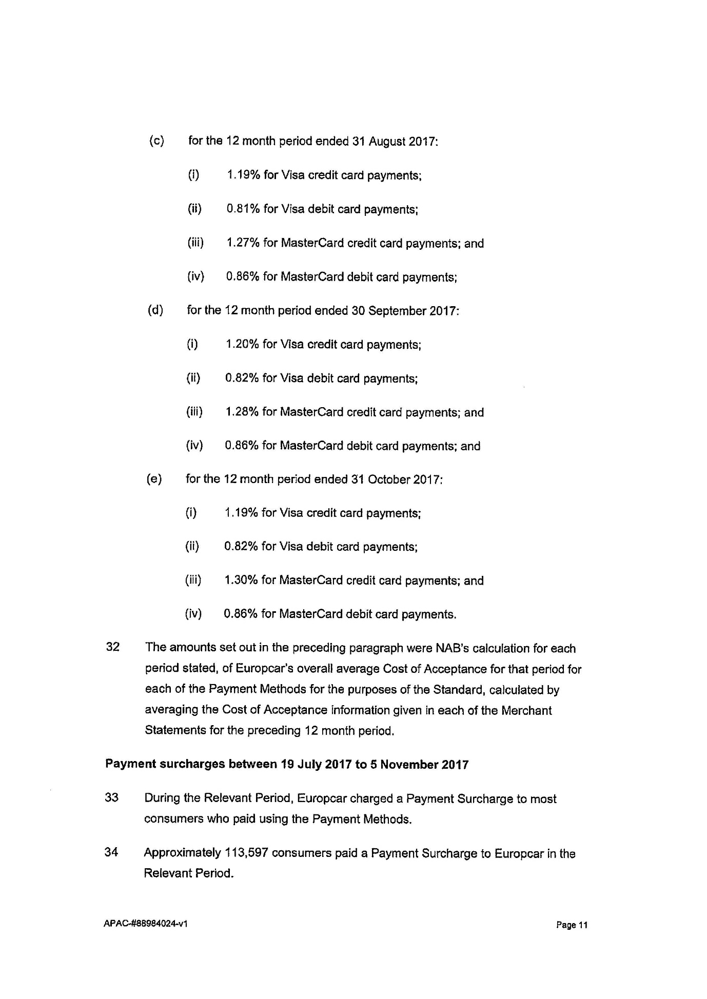 (c) for the 12 month period ended 31 August 2017:
(i) 1.19% for Visa credit card payments;
(ii) 0.81% for Visa debit card payments;
(iii) 1.27% for MasterCard credit card payments; and
(iv) 0.86% for MasterCard debit card payments;
(d) for the 12 month period ended 30 September 2017:
(i) 1.20% for Visa credit card payments;
(ii) 0.82% for Visa debit card payments;
(iii) 1.28% for MasterCard credit card payments; and
(iv) 0.86% for MasterCard debit card payments; and
(e) for the 12 month period ended 31 October 2017:
(i) 1.19% for Visa credit card payments;
(ii) 0.82% for Visa debit card payments;
(iii) 1.30% for MasterCard credit card payments; and
(iv) 0.86% for MasterCard debit card payments.
32 The amounts set out in the preceding paragraph were NAB's calculation for each
period stated, of Europcar's overall average Cost of Acceptance for that period for
each of the Payment Methods for the purposes of the Standard, calculated by
averaging the Cost of Acceptance information given in each of the Merchant
Statements for the preceding 12 month period.
Payment surcharges between 19 July 2017 to 5 November 2017
33 During the Relevant Period, Europcar charged a Payment Surcharge to most
consumers who paid using the Payment Methods.
34 Approximately 113,597 consumers paid a Payment Surcharge to Europcar in the
Relevant Period.
APAC-#88984024-v1 Page 11